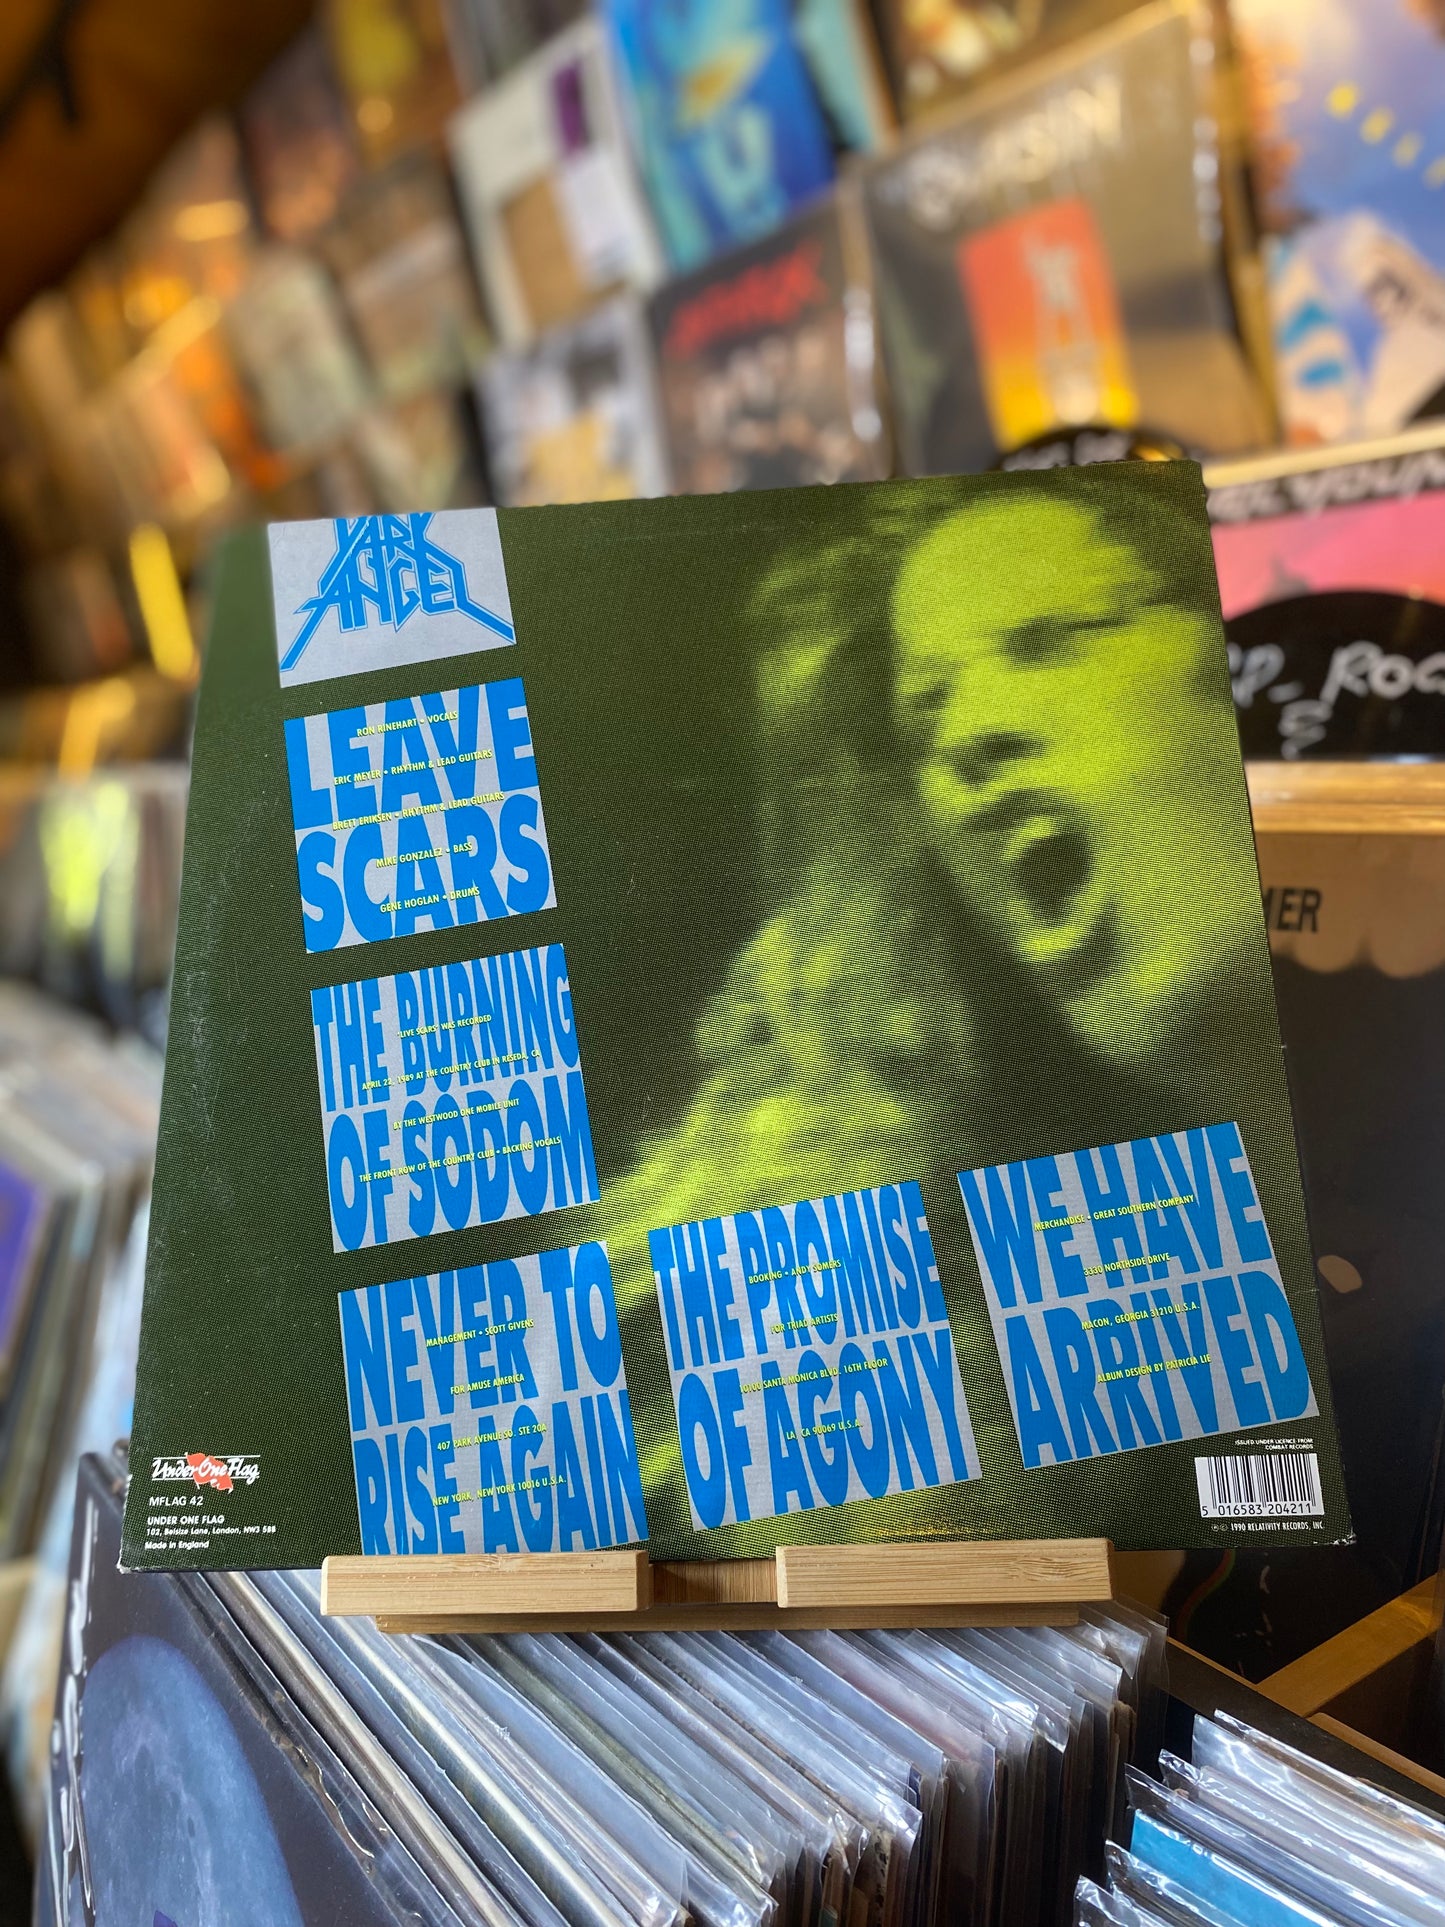 DARK
ANGEL
LEAVE
SCARS
RON RINEHART • VOCALS
ERIC MEYER • RHYTHM & LEAD GUITARS
BRETT ERIKSEN • RHYTHM & LEAD GUITARS
MIKE GONZALEZ • BASS
GENE HOGLAN • DRUMS
THE BURNING
OF SODOM
"LIVE SCARS" WAS RECORDED
APRIL 22, 1989 AT THE COUNTRY CLUB IN RESEDA, CA
BY THE WESTWOOD ONE MOBILE UNIT
THE FRONT ROW OF THE COUNTRY CLUB • BACKING VOCALS
NEVER TO
RISE AGAIN
MANAGEMENT • SCOTT GIVENS
FOR AMUSE AMERICA
407 PARK AVENUE SO. STE 20A
NEW YORK, NEW YORK 10016 U.S.A.
THE PROMISE
OF AGONY
BOOKING • ANDY SOMERS
FOR TRIAD ARTISTS
10100 SANTA MONICA BLVD. 16TH FLOOR
LA, CA 90069 U.S.A.
WE HAVE
ARRIVED
MERCHANDISE • GREAT SOUTHERN COMPANY
3330 NORTHSIDE DRIVE
MACON, GEORGIA 31210 U.S.A.
ALBUM DESIGN BY PATRICIA LIE
Under One Flag
MFLAG 42
UNDER ONE FLAG
102, Belsize Lane, London, NW3 5BB
Made in England
ISSUED UNDER LICENCE FROM
COMBAT RECORDS
5 016583 204211
℗© 1990 RELATIVITY RECORDS, INC.
ROCK